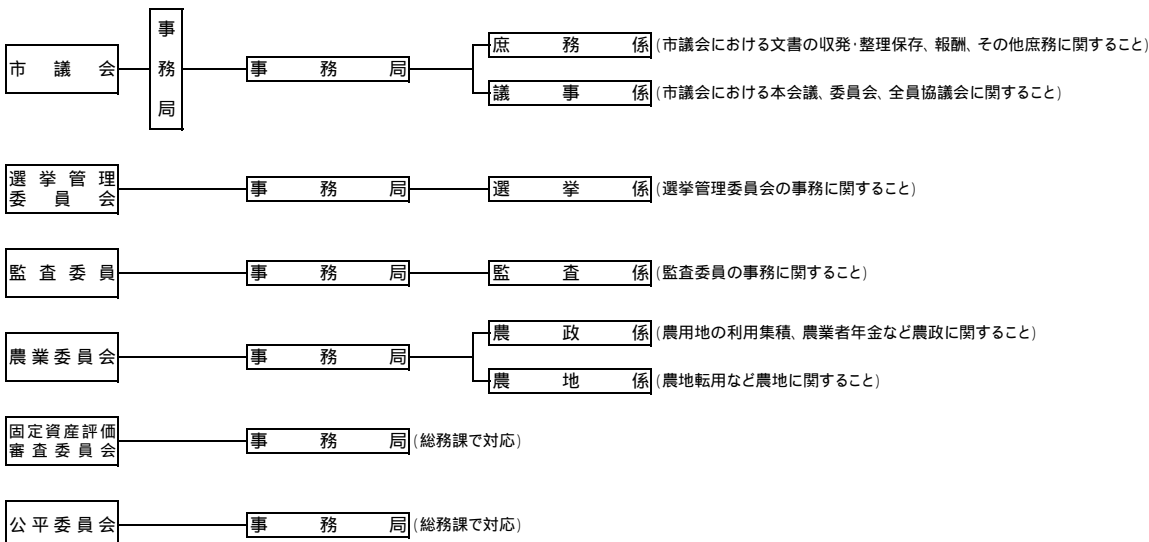 事務局
市議会 事務局 庶務係 (市議会における文書の収発・整理保存、報酬、その他庶務に関すること)
議事係 (市議会における本会議、委員会、全員協議会に関すること)
選挙管理
委員会 事務局 選挙係 (選挙管理委員会の事務に関すること)
監査委員 事務局 監査係 (監査委員の事務に関すること)
農業委員会 事務局 農政係 (農用地の利用集積、農業者年金など農政に関すること)
農地係 (農地転用など農地に関すること)
固定資産評価
審査委員会 事務局 (総務課で対応)
公平委員会 事務局 (総務課で対応)